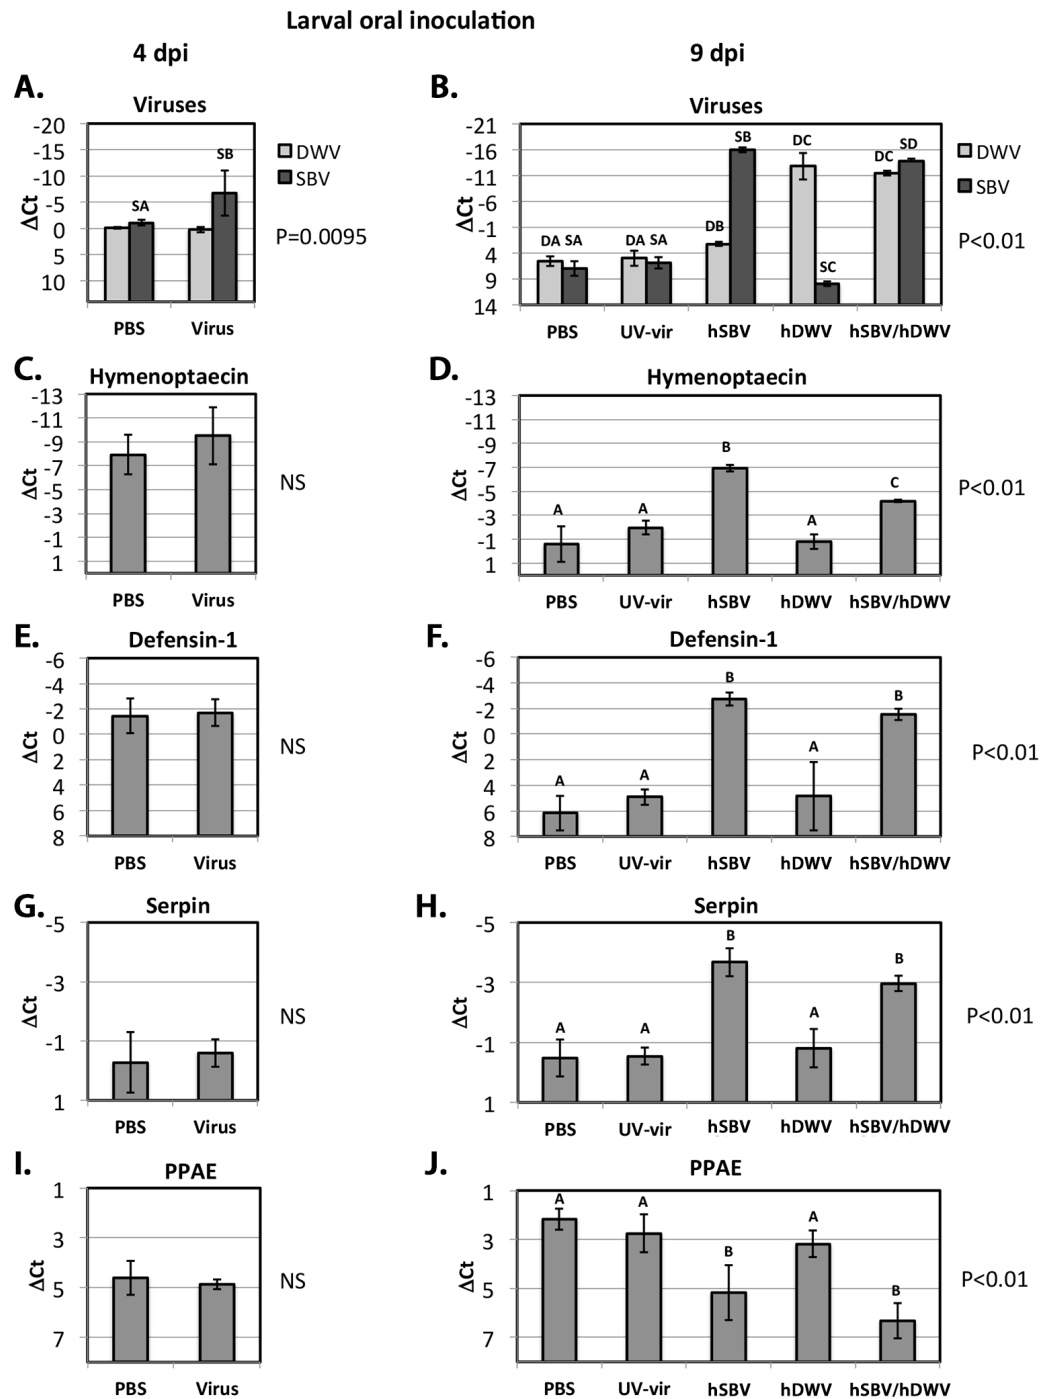 Larval oral inoculation
4 dpi
9 dpi
A.
Viruses
-20
-15
-10
-5
0
5
10
ΔCt
SA
SB
DWV
SBV
P=0.0095
PBS
Virus
B.
Viruses
-21
-16
-11
-6
-1
4
9
14
ΔCt
DA
SA
DA
SA
DB
SB
DC
SC
DC
SD
DWV
SBV
P<0.01
PBS
UV-vir
hSBV
hDWV
hSBV/hDWV
C.
Hymenoptaecin
-13
-11
-9
-7
-5
-3
-1
1
ΔCt
NS
PBS
Virus
D.
Hymenoptaecin
-13
-11
-9
-7
-5
-3
-1
1
ΔCt
A
A
B
A
C
P<0.01
PBS
UV-vir
hSBV
hDWV
hSBV/hDWV
E.
Defensin-1
-6
-4
-2
0
2
4
6
8
ΔCt
NS
PBS
Virus
F.
Defensin-1
-6
-4
-2
0
2
4
6
8
ΔCt
A
A
B
A
B
P<0.01
PBS
UV-vir
hSBV
hDWV
hSBV/hDWV
G.
Serpin
-5
-3
-1
1
ΔCt
NS
PBS
Virus
H.
Serpin
-5
-3
-1
1
ΔCt
A
A
B
A
B
P<0.01
PBS
UV-vir
hSBV
hDWV
hSBV/hDWV
I.
PPAE
1
3
5
7
ΔCt
NS
PBS
Virus
J.
PPAE
1
3
5
7
ΔCt
A
A
B
A
B
P<0.01
PBS
UV-vir
hSBV
hDWV
hSBV/hDWV